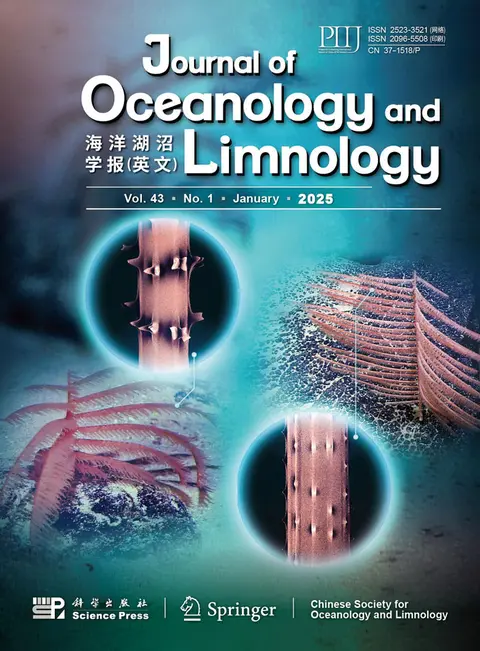 ISSN 2523-3521 (网络)
ISSN 2096-5508 (印刷)
CN 37-1518/P
Journal of
Oceanology and
海洋湖沼
学报(英文)
Limnology
Vol. 43 ▪ No. 1 ▪ January ▪ 2025
科学出版社
Science Press
Springer
Chinese Society for
Oceanology and Limnology